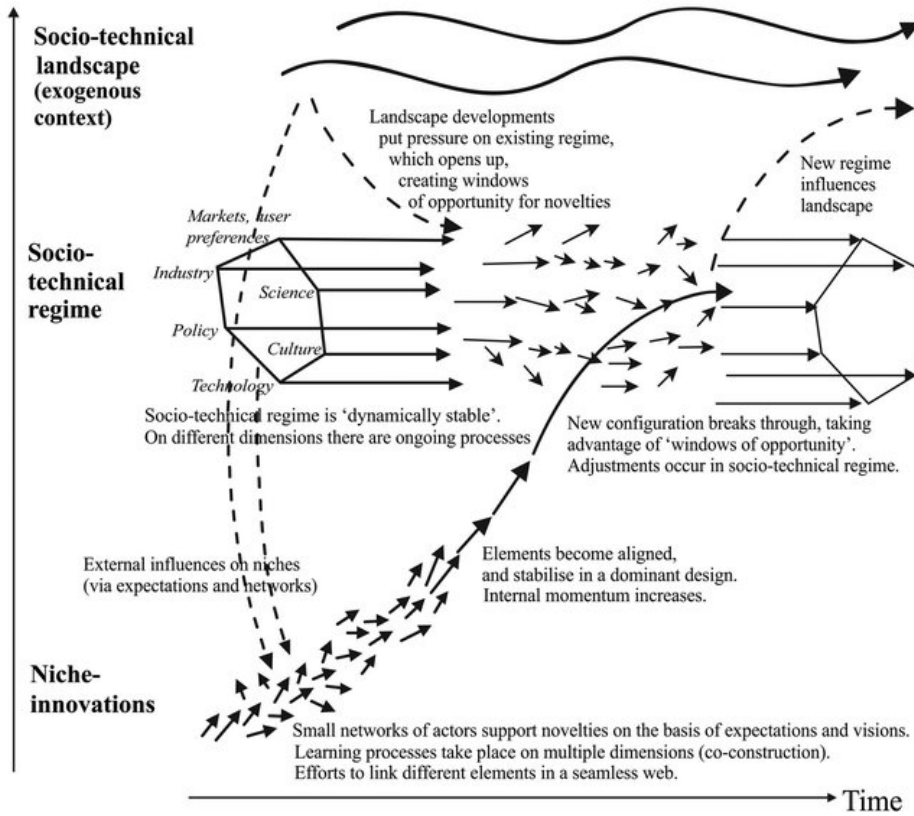 Socio-technical
landscape
(exogenous
context)
Landscape developments
put pressure on existing regime,
which opens up,
creating windows
of opportunity for novelties
New regime
influences
landscape
Markets, user
preferences
Socio-
technical
regime
Industry
Science
Policy
Culture
Technology
Socio-technical regime is ‘dynamically stable’.
On different dimensions there are ongoing processes
New configuration breaks through, taking
advantage of ‘windows of opportunity’.
Adjustments occur in socio-technical regime.
External influences on niches
(via expectations and networks)
Elements become aligned,
and stabilise in a dominant design.
Internal momentum increases.
Niche-
innovations
Small networks of actors support novelties on the basis of expectations and visions.
Learning processes take place on multiple dimensions (co-construction).
Efforts to link different elements in a seamless web.
Time